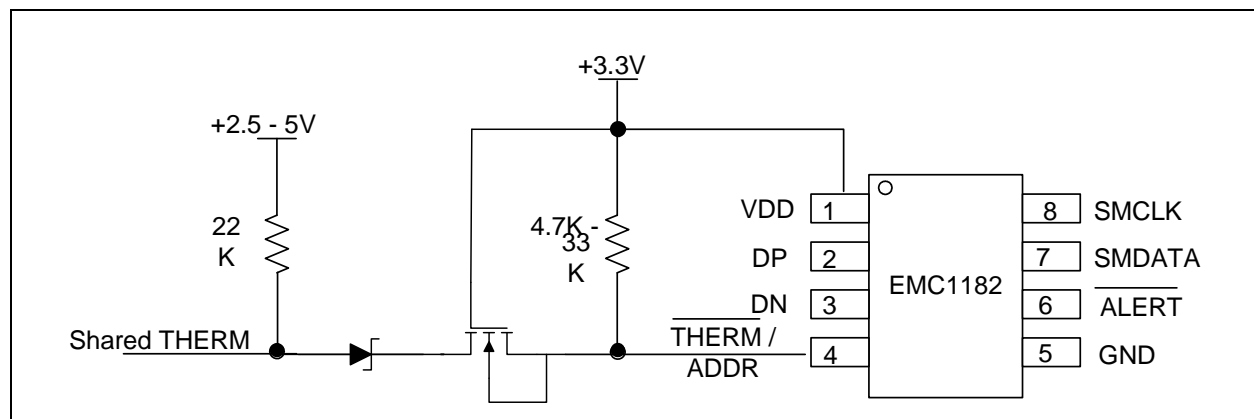 +3.3V
+2.5 - 5V
22
K
4.7K -
33
K
VDD
DP
DN
THERM /
ADDR
1
2
3
4
EMC1182
8
7
6
5
SMCLK
SMDATA
ALERT
GND
Shared THERM